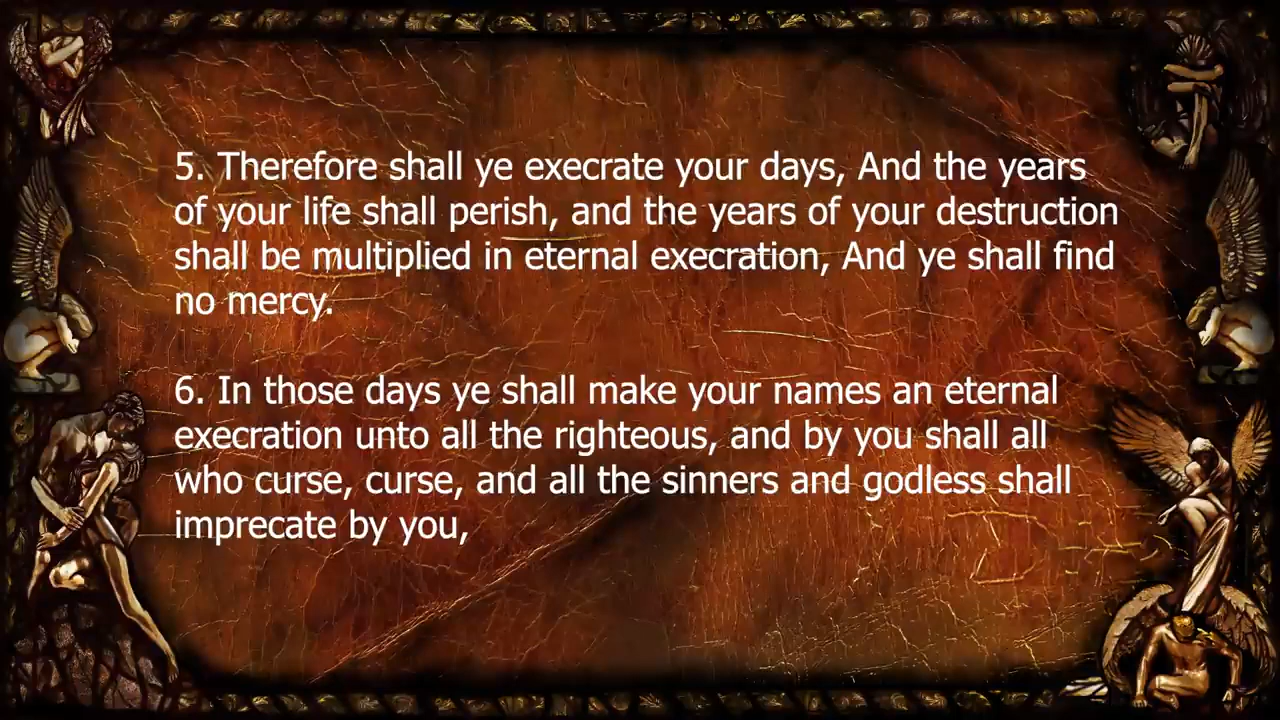 5. Therefore shall ye execrate your days, And the years
of your life shall perish, and the years of your destruction
shall be multiplied in eternal execration, And ye shall find
no mercy.
6. In those days ye shall make your names an eternal
execration unto all the righteous, and by you shall all
who curse, curse, and all the sinners and godless shall
imprecate by you,